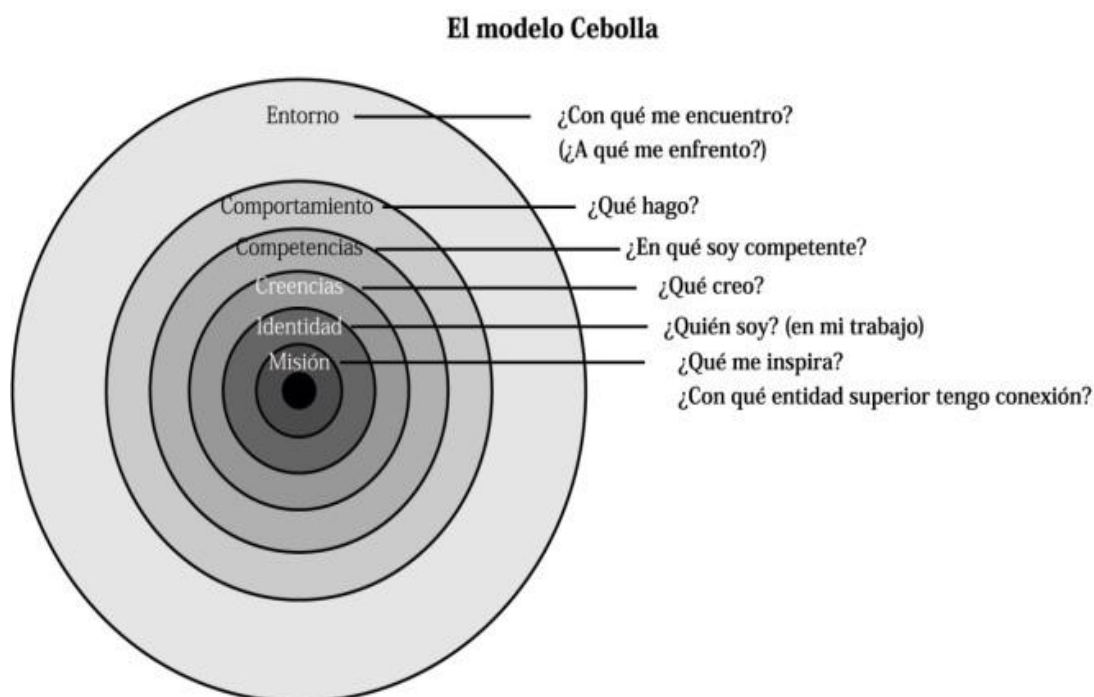 El modelo Cebolla
Entorno
¿Con qué me encuentro?
(¿A qué me enfrento?)
Comportamiento
¿Qué hago?
Competencias
¿En qué soy competente?
Creencias
¿Qué creo?
Identidad
¿Quién soy? (en mi trabajo)
Misión
¿Qué me inspira?
¿Con qué entidad superior tengo conexión?